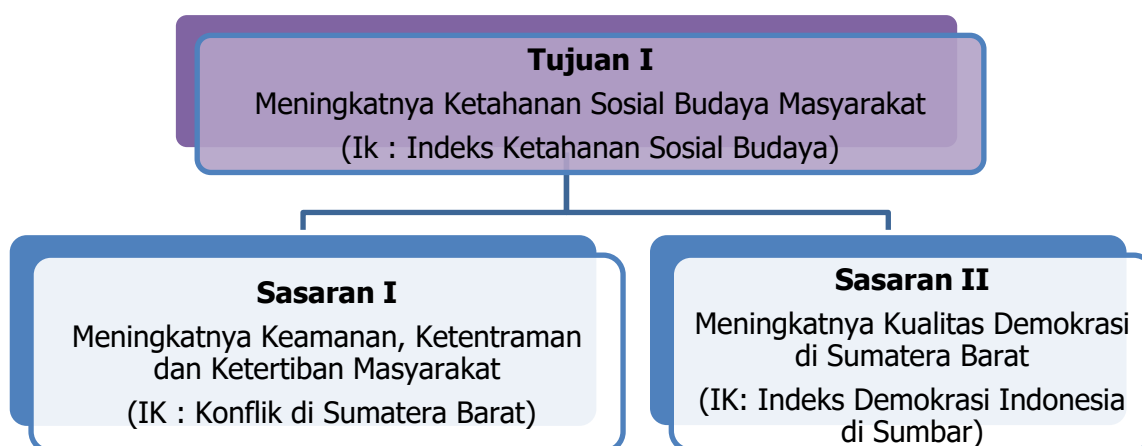 Tujuan I
Meningkatnya Ketahanan Sosial Budaya Masyarakat
(Ik : Indeks Ketahanan Sosial Budaya)
Sasaran I
Meningkatnya Keamanan, Ketentraman
dan Ketertiban Masyarakat
(IK : Konflik di Sumatera Barat)
Sasaran II
Meningkatnya Kualitas Demokrasi
di Sumatera Barat
(IK: Indeks Demokrasi Indonesia
di Sumbar)